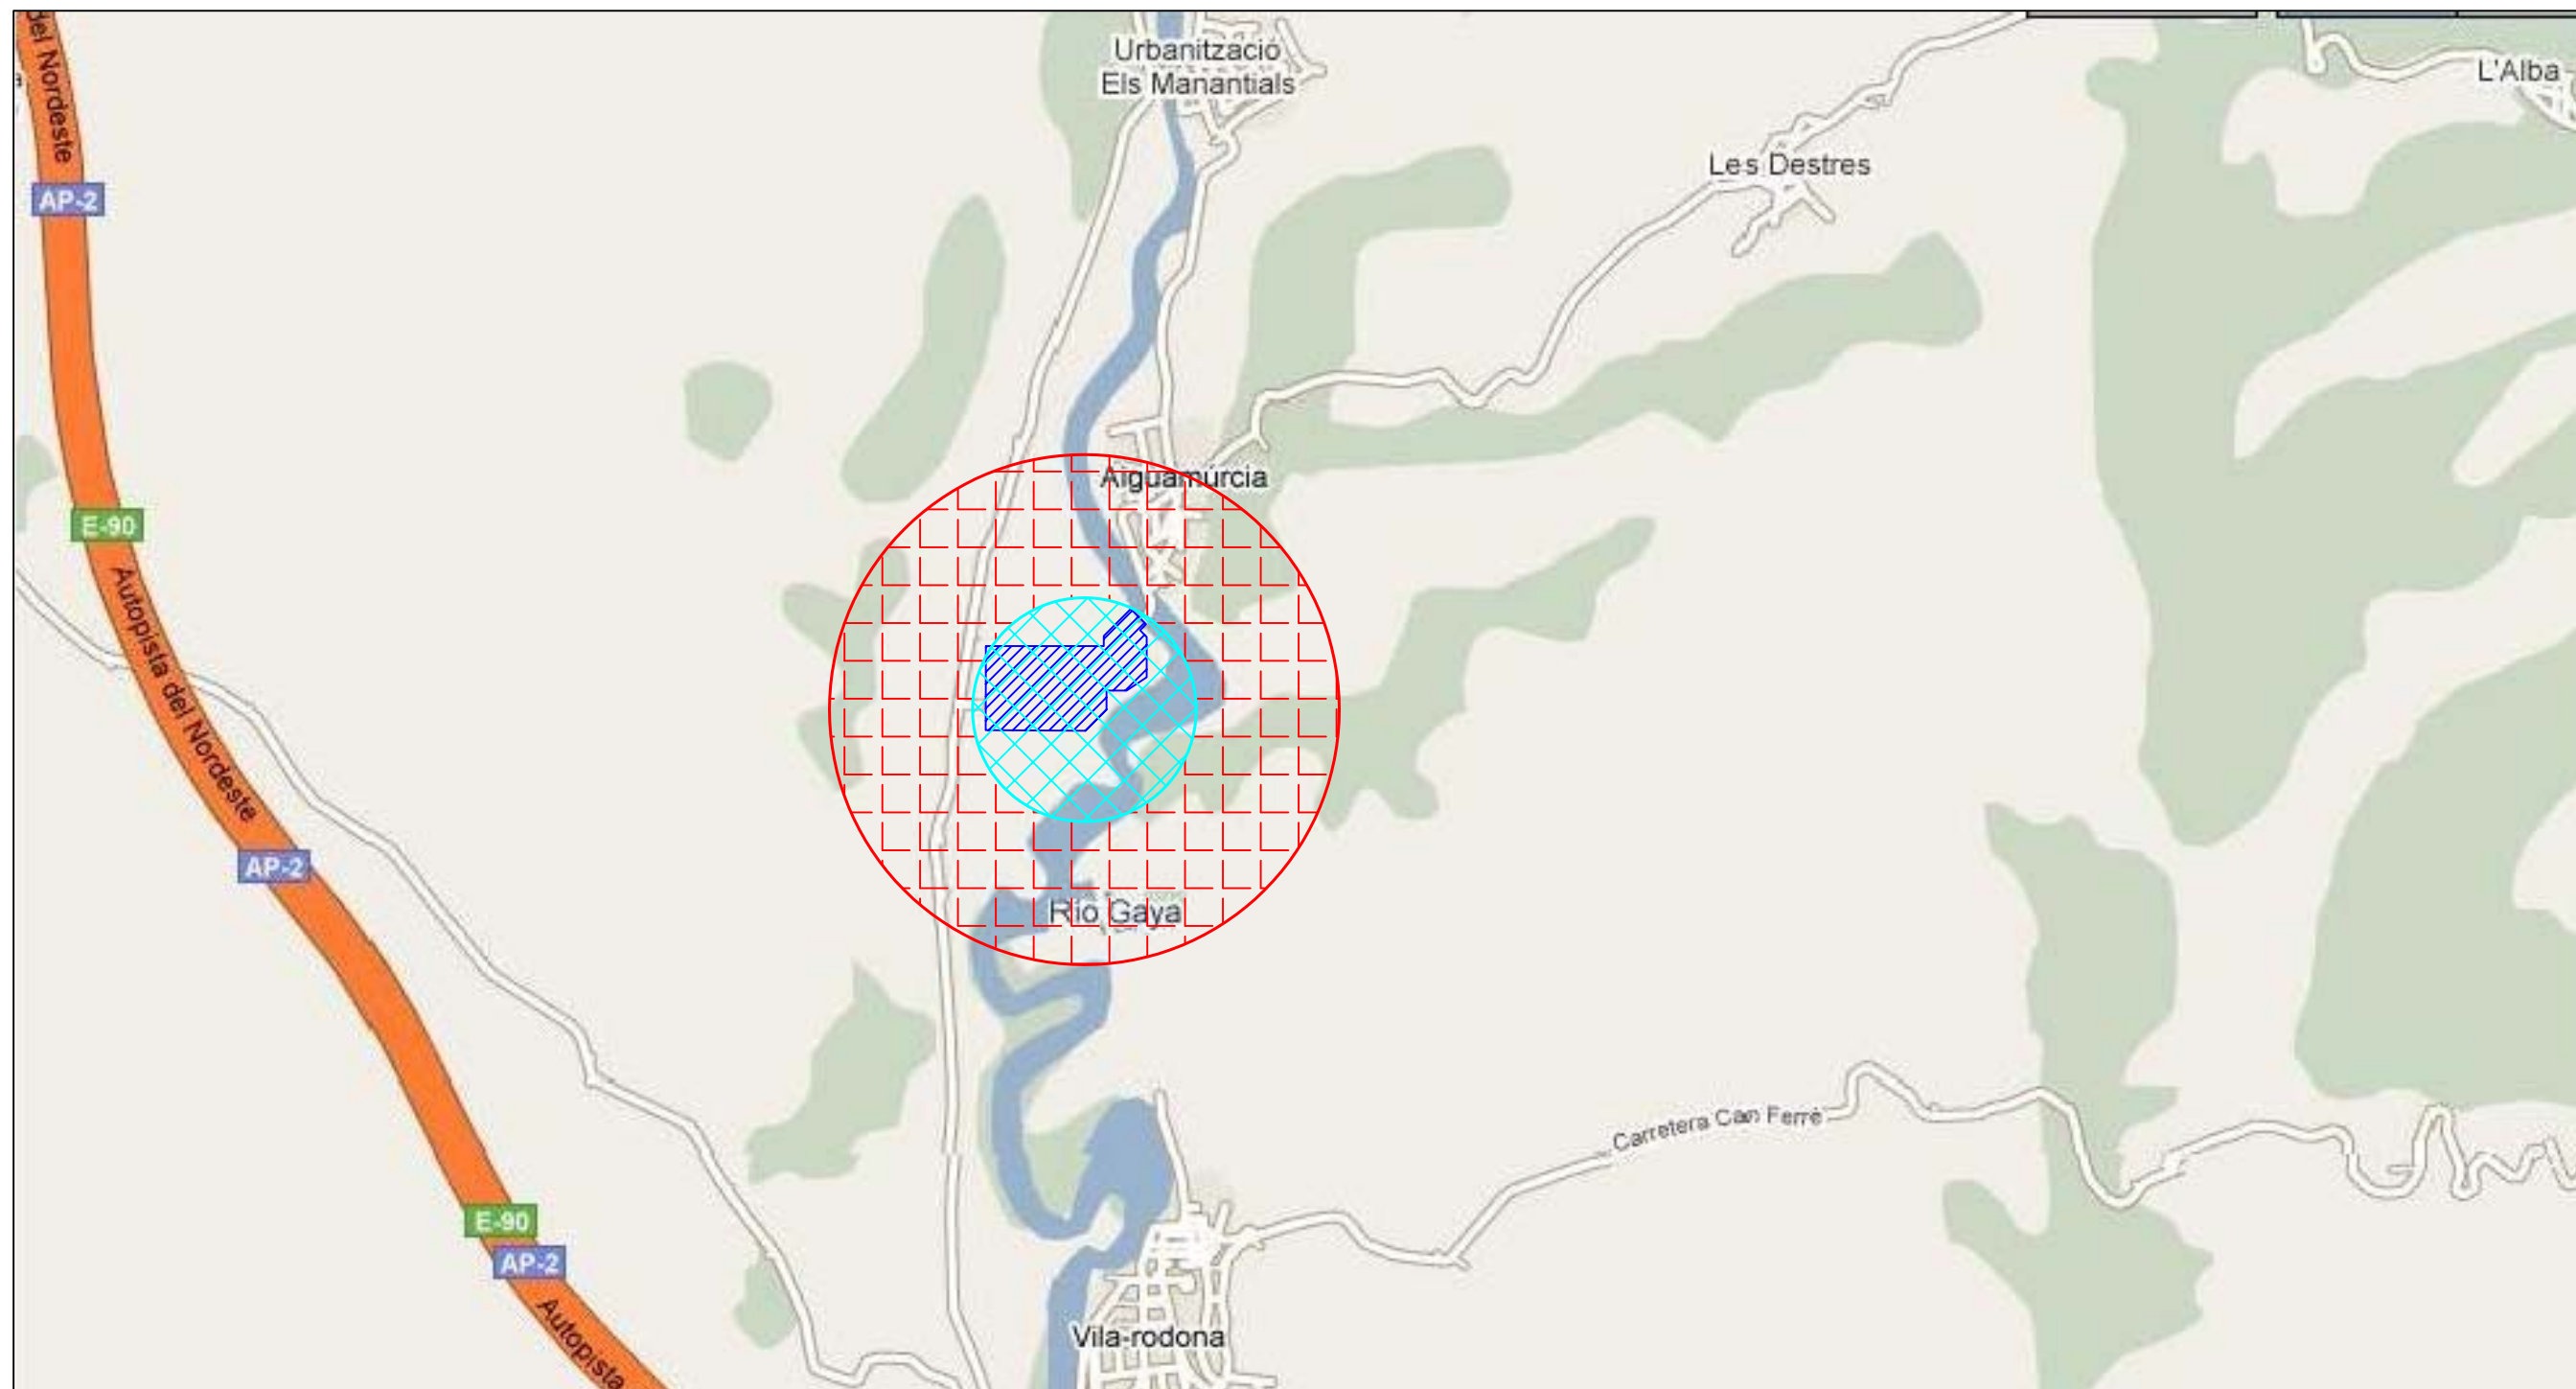 del Nordeste
Urbanització
Els Manantials
L'Alba
Les Destres
AP-2
Aiguamúrcia
E-90
Autopista del Nordeste
AP-2
Río Gaya
Carretera Can Ferré
E-90
AP-2
Autopista
Vila-rodona